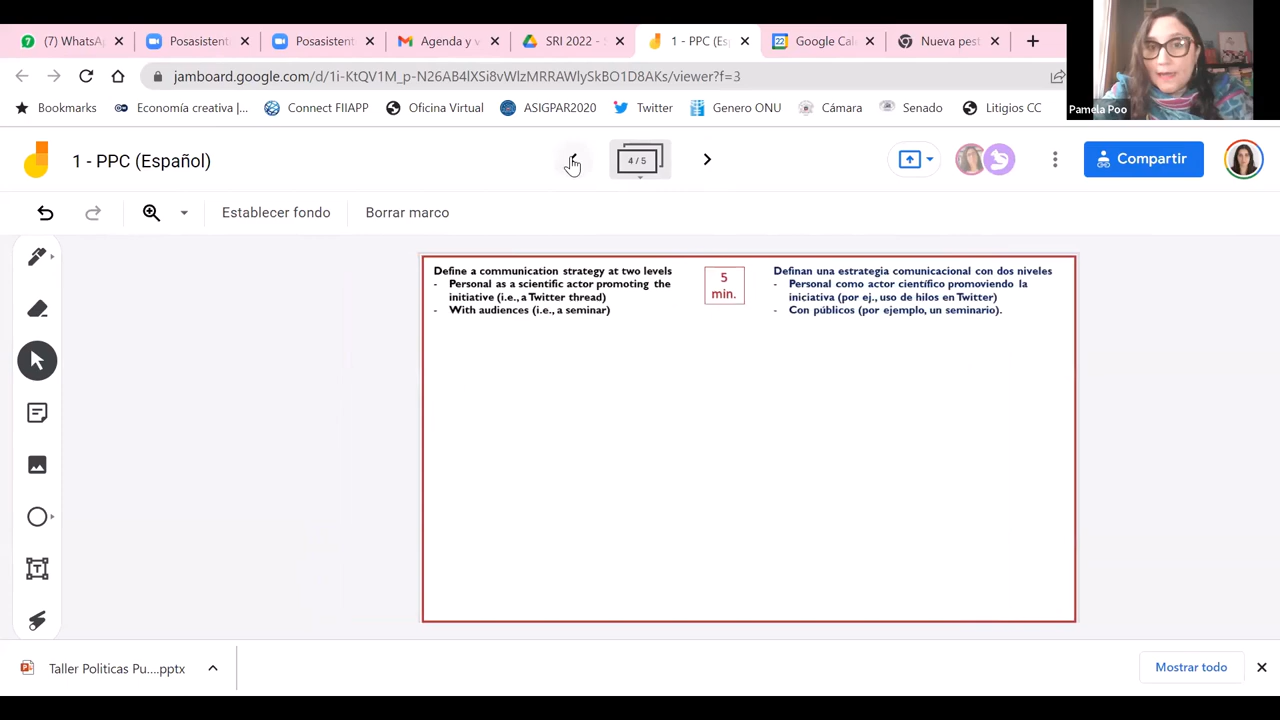 (7) WhatsA
Posasistent
Posasistent
Agenda y v
SRI 2022 -
1 - PPC (Es
Google Cal
Nueva pest
jamboard.google.com/d/1i-KtQV1M_p-N26AB4lXSi8vWlzMRRAWlySkBO1D8AKs/viewer?f=3
Bookmarks
Economía creativa |...
Connect FIIAPP
Oficina Virtual
ASIGPAR2020
Twitter
Genero ONU
Cámara
Senado
Litigios CC
Pamela Poo
1 - PPC (Español)
4 / 5
Compartir
Establecer fondo
Borrar marco
Define a communication strategy at two levels
- Personal as a scientific actor promoting the
initiative (i.e., a Twitter thread)
- With audiences (i.e., a seminar)
5
min.
Definan una estrategia comunicacional con dos niveles
- Personal como actor científico promoviendo la
iniciativa (por ej., uso de hilos en Twitter)
- Con públicos (por ejemplo, un seminario).
Taller Politicas Pu....pptx
Mostrar todo